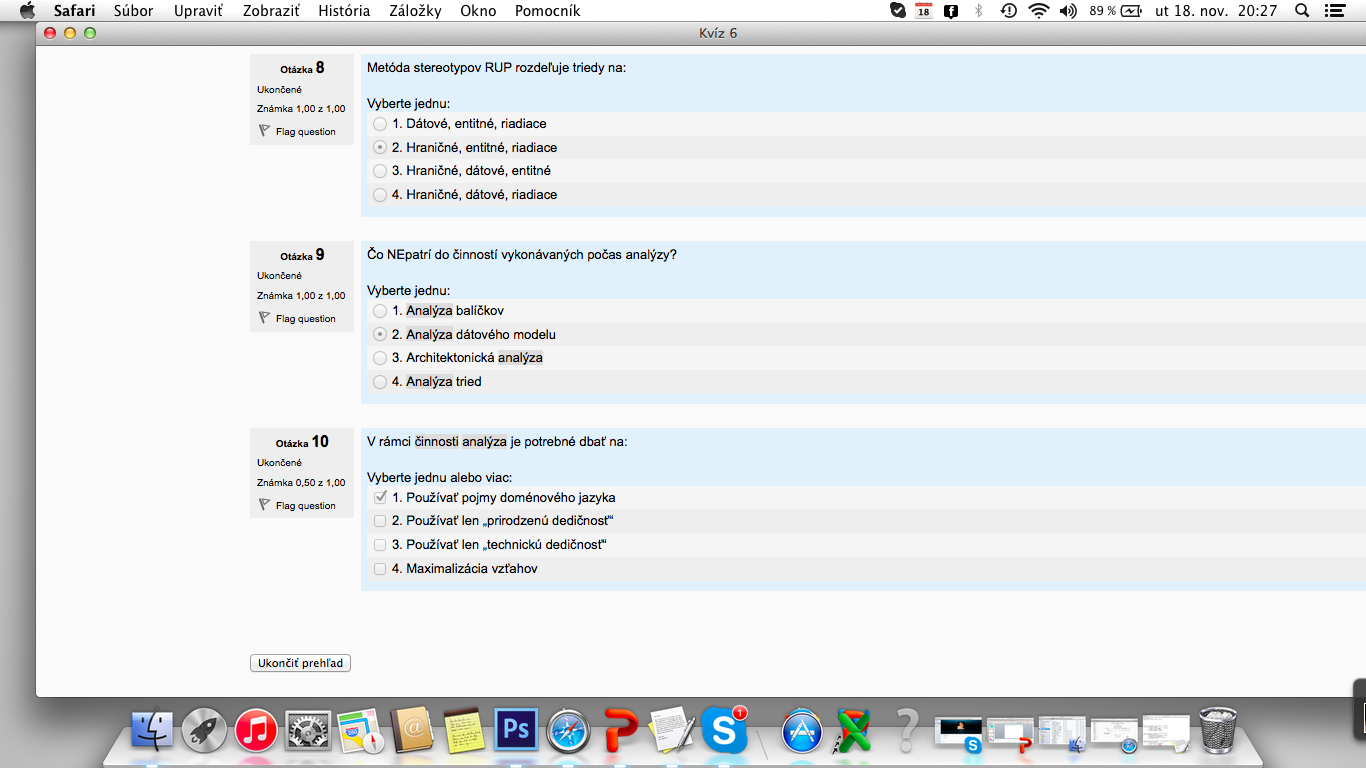 Safari Súbor Upraviť Zobraziť História Záložky Okno Pomocník 18 89 % ut 18. nov. 20:27
Kvíz 6
Otázka 8
Ukončené
Známka 1,00 z 1,00
Flag question
Metóda stereotypov RUP rozdeľuje triedy na:
Vyberte jednu:
1. Dátové, entitné, riadiace
2. Hraničné, entitné, riadiace
3. Hraničné, dátové, entitné
4. Hraničné, dátové, riadiace
Otázka 9
Ukončené
Známka 1,00 z 1,00
Flag question
Čo NEpatrí do činností vykonávaných počas analýzy?
Vyberte jednu:
1. Analýza balíčkov
2. Analýza dátového modelu
3. Architektonická analýza
4. Analýza tried
Otázka 10
Ukončené
Známka 0,50 z 1,00
Flag question
V rámci činnosti analýza je potrebné dbať na:
Vyberte jednu alebo viac:
1. Používať pojmy doménového jazyka
2. Používať len „prirodzenú dedičnosť“
3. Používať len „technickú dedičnosť“
4. Maximalizácia vzťahov
Ukončiť prehľad
Ps
1